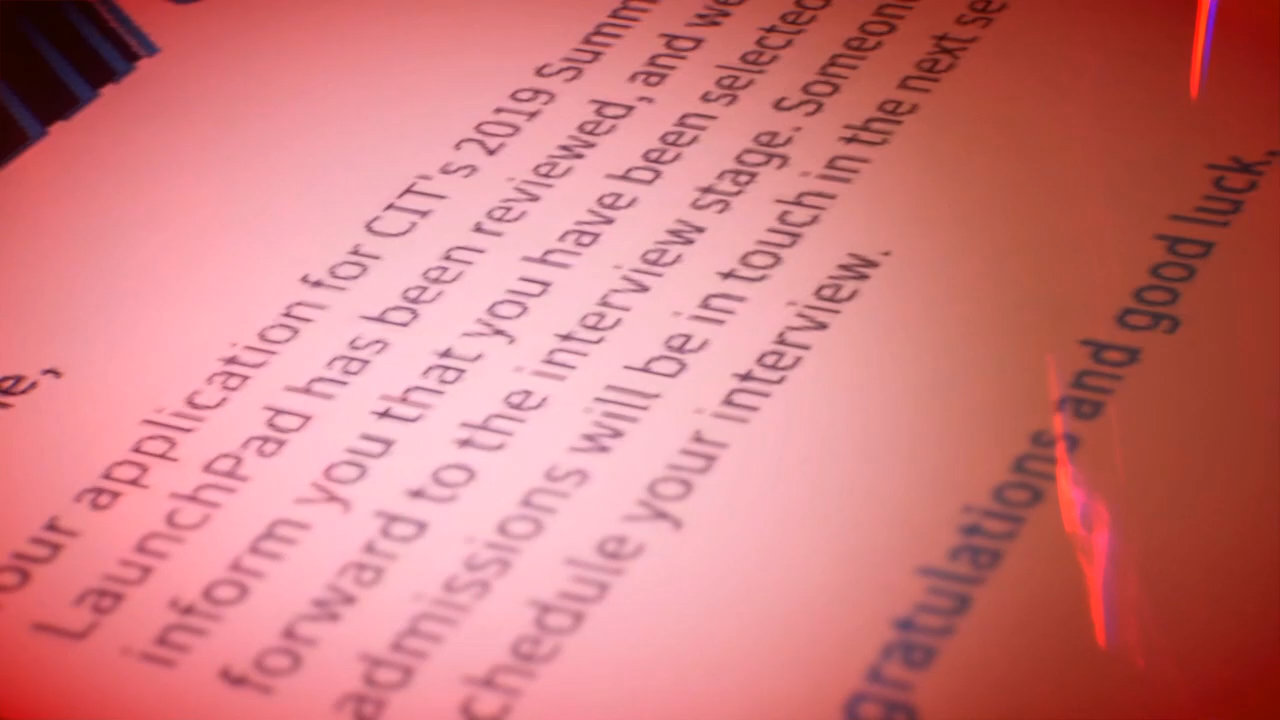 our application for CIT's 2019 Summ
LaunchPad has been reviewed, and we
inform you that you have been selected
forward to the interview stage. Someon
admissions will be in touch in the next se
chedule your interview.
gratulations and good luck.